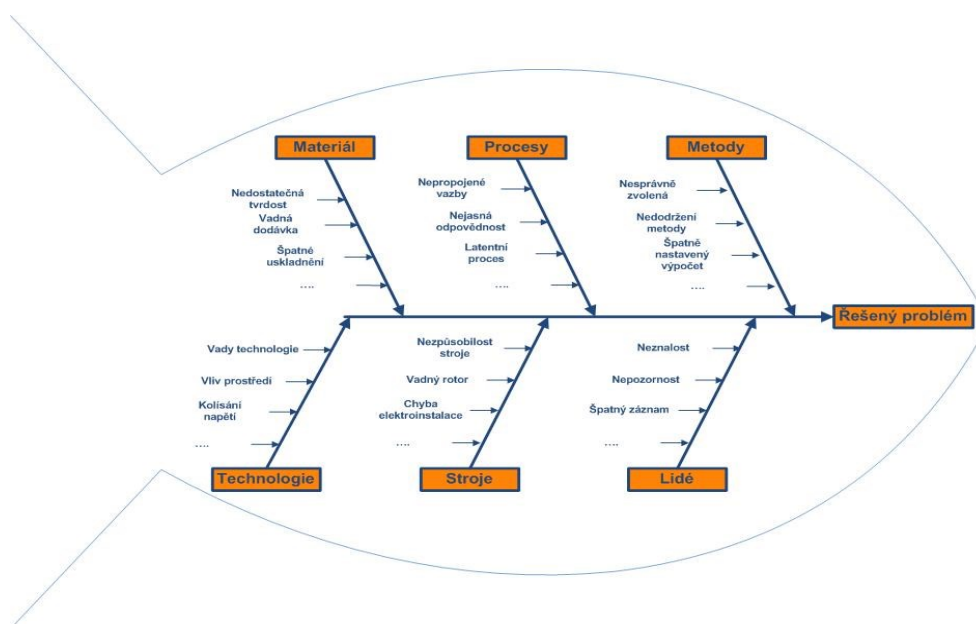 Materiál
Procesy
Metody
Nedostatečná
tvrdost
Vadná
dodávka
Špatné
uskladnění
....
Nepropojené
vazby
Nejasná
odpovědnost
Latentní
proces
....
Nesprávně
zvolená
Nedodržení
metody
Špatně
nastavený
výpočet
....
Řešený problém
Vady technologie
Vliv prostředí
Kolísání
napětí
....
Nezpůsobilost
stroje
Vadný rotor
Chyba
elektroinstalace
....
Neznalost
Nepozornost
Špatný záznam
....
Technologie
Stroje
Lidé